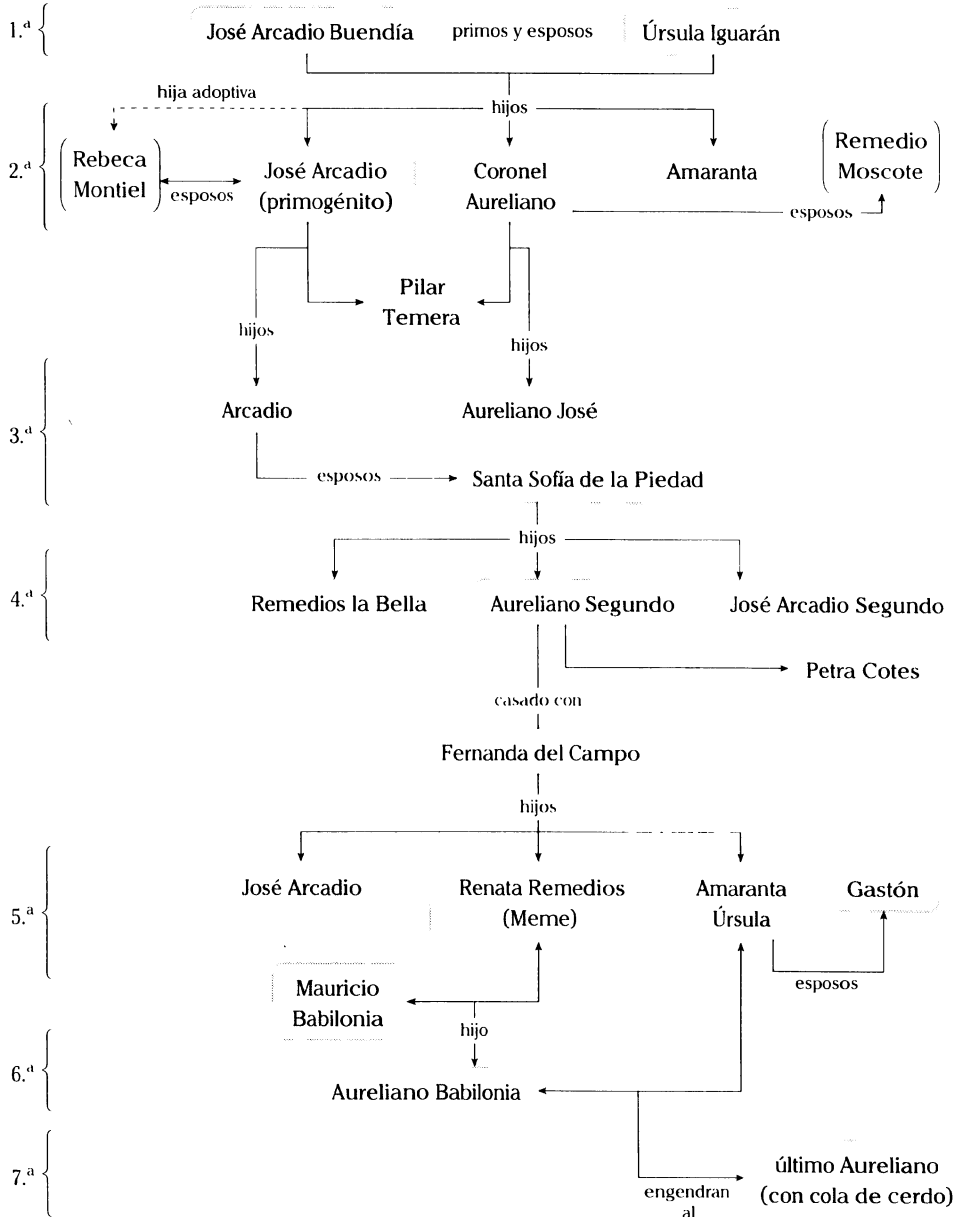 1.ª
José Arcadio Buendía primos y esposos Úrsula Iguarán
hija adoptiva
hijos
2.ª
Rebeca
Montiel
esposos
José Arcadio
(primogénito)
Coronel
Aureliano
Amaranta
Remedio
Moscote
esposos
Pilar
Temera
hijos
hijos
3.ª
Arcadio
Aureliano José
esposos
Santa Sofía de la Piedad
hijos
4.ª
Remedios la Bella
Aureliano Segundo
José Arcadio Segundo
Petra Cotes
casado con
Fernanda del Campo
hijos
5.ª
José Arcadio
Renata Remedios
(Meme)
Amaranta
Úrsula
Gastón
esposos
Mauricio
Babilonia
hijo
6.ª
Aureliano Babilonia
7.ª
engendran
al
último Aureliano
(con cola de cerdo)